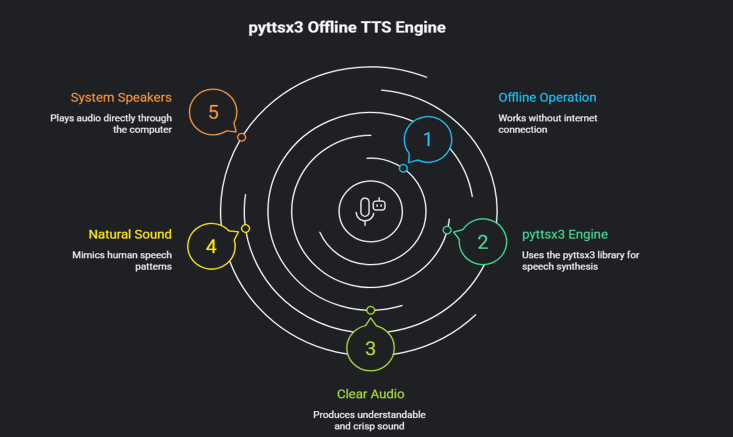 pyttsx3 Offline TTS Engine
System Speakers
Plays audio directly through
the computer
5
Offline Operation
Works without internet
connection
1
Natural Sound
Mimics human speech
patterns
4
pyttsx3 Engine
Uses the pyttsx3 library for
speech synthesis
2
3
Clear Audio
Produces understandable
and crisp sound